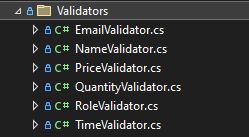 Validators
C# EmailValidator.cs
C# NameValidator.cs
C# PriceValidator.cs
C# QuantityValidator.cs
C# RoleValidator.cs
C# TimeValidator.cs